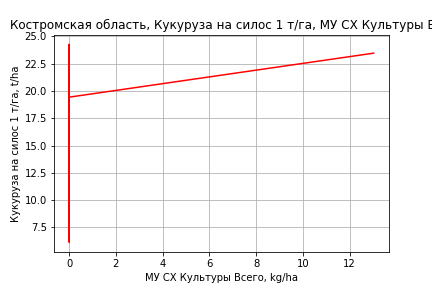 Костромская область, Кукуруза на силос 1 т/га, МУ СХ Культуры
25.0
22.5
20.0
17.5
15.0
12.5
10.0
7.5
Кукуруза на силос 1 т/га, t/ha
0 2 4 6 8 10 12
МУ СХ Культуры Всего, kg/ha